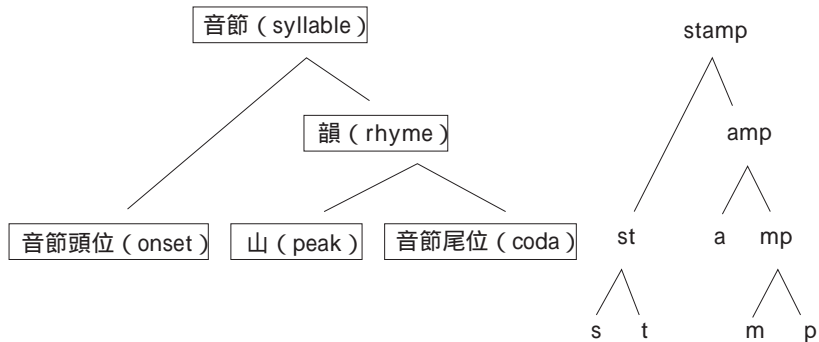 音節（syllable）
stamp
韻（rhyme）
amp
音節頭位（onset）
山（peak）
音節尾位（coda）
st
a
mp
s
t
m
p